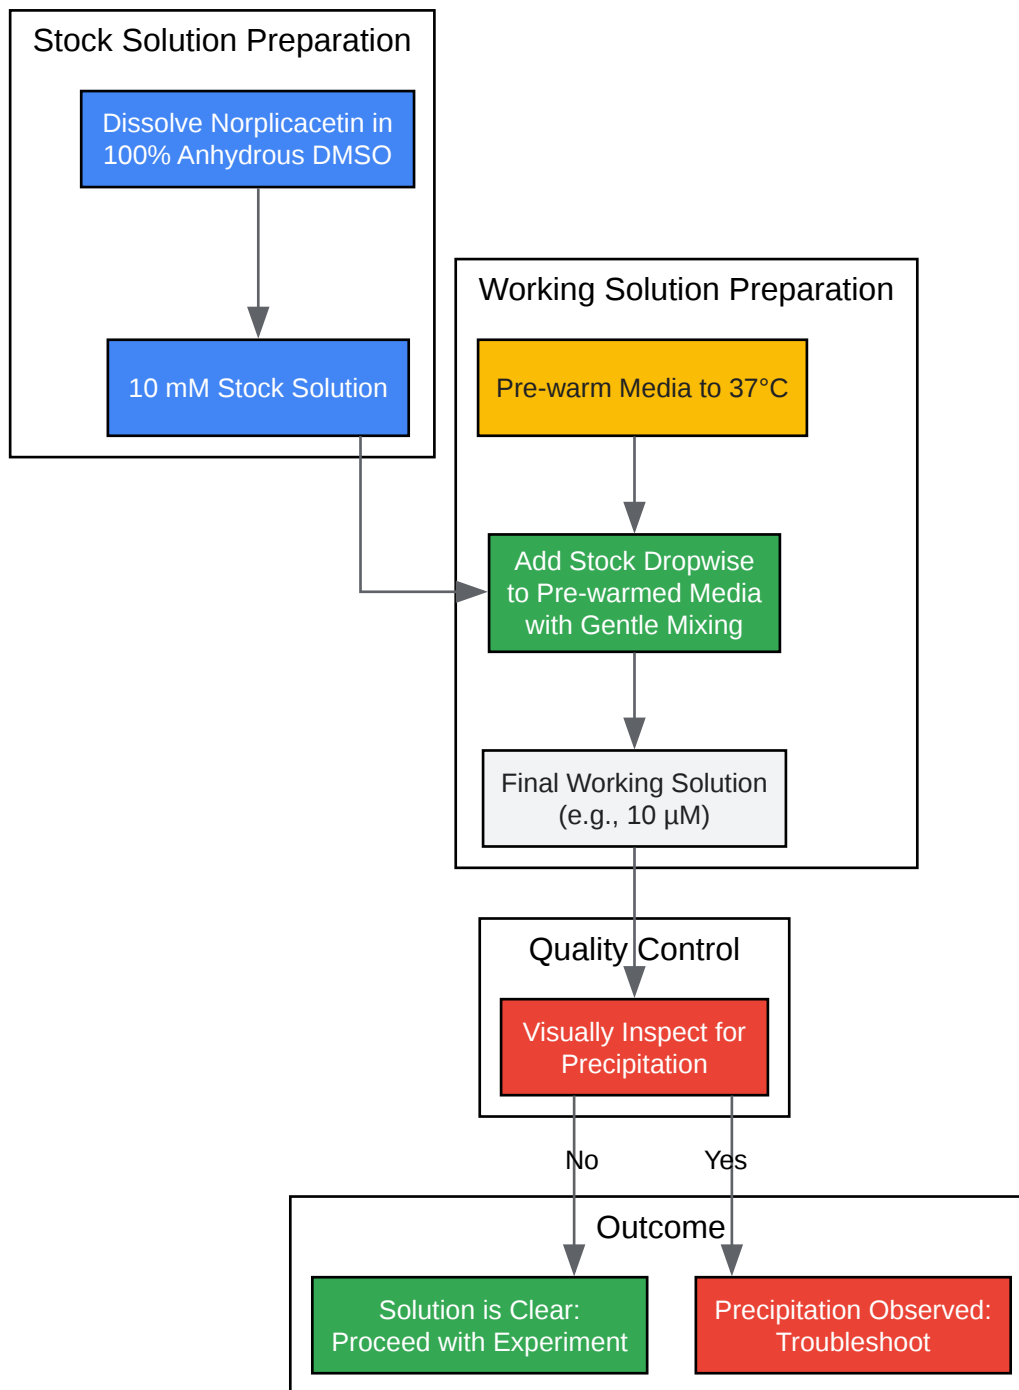 Stock Solution Preparation
Dissolve Norplicacetin in
100% Anhydrous DMSO
10 mM Stock Solution
Working Solution Preparation
Pre-warm Media to 37°C
Add Stock Dropwise
to Pre-warmed Media
with Gentle Mixing
Final Working Solution
(e.g., 10 µM)
Quality Control
Visually Inspect for
Precipitation
No
Yes
Outcome
Solution is Clear:
Proceed with Experiment
Precipitation Observed:
Troubleshoot